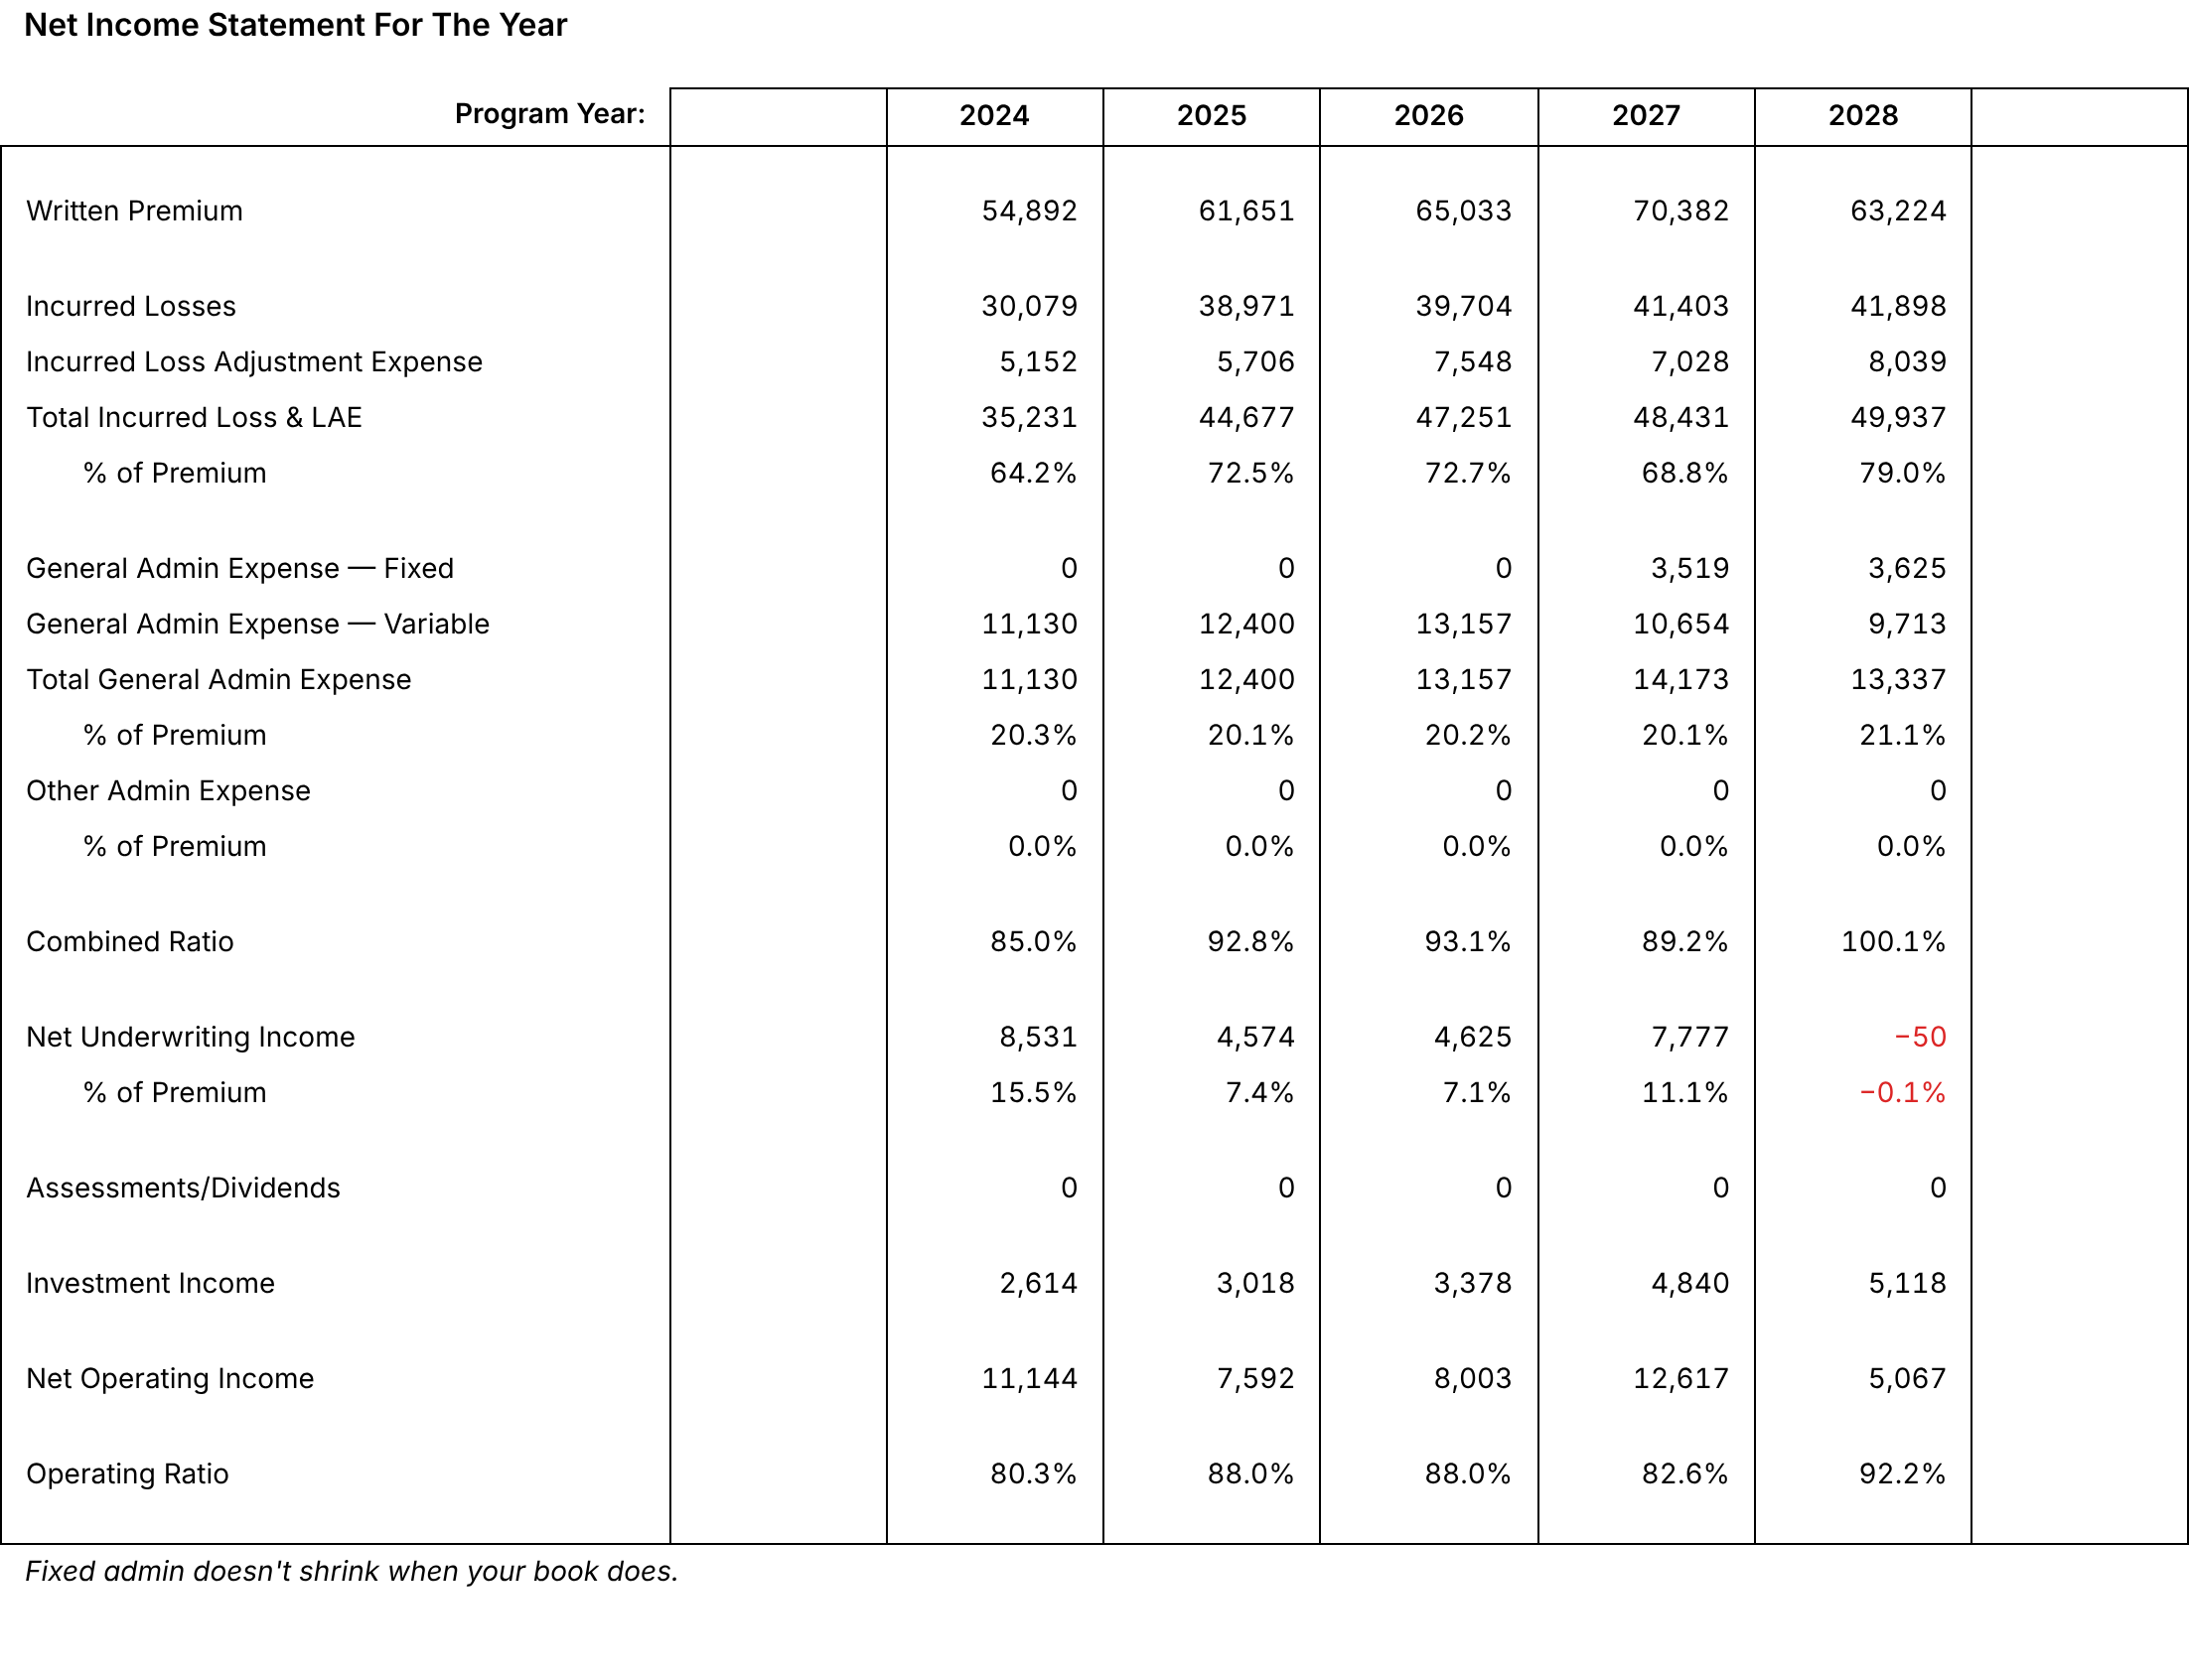 Net Income Statement For The Year
Program Year: 2024 2025 2026 2027 2028
Written Premium 54,892 61,651 65,033 70,382 63,224
Incurred Losses 30,079 38,971 39,704 41,403 41,898
Incurred Loss Adjustment Expense 5,152 5,706 7,548 7,028 8,039
Total Incurred Loss & LAE 35,231 44,677 47,251 48,431 49,937
% of Premium 64.2% 72.5% 72.7% 68.8% 79.0%
General Admin Expense — Fixed 0 0 0 3,519 3,625
General Admin Expense — Variable 11,130 12,400 13,157 10,654 9,713
Total General Admin Expense 11,130 12,400 13,157 14,173 13,337
% of Premium 20.3% 20.1% 20.2% 20.1% 21.1%
Other Admin Expense 0 0 0 0 0
% of Premium 0.0% 0.0% 0.0% 0.0% 0.0%
Combined Ratio 85.0% 92.8% 93.1% 89.2% 100.1%
Net Underwriting Income 8,531 4,574 4,625 7,777 −50
% of Premium 15.5% 7.4% 7.1% 11.1% −0.1%
Assessments/Dividends 0 0 0 0 0
Investment Income 2,614 3,018 3,378 4,840 5,118
Net Operating Income 11,144 7,592 8,003 12,617 5,067
Operating Ratio 80.3% 88.0% 88.0% 82.6% 92.2%
Fixed admin doesn't shrink when your book does.